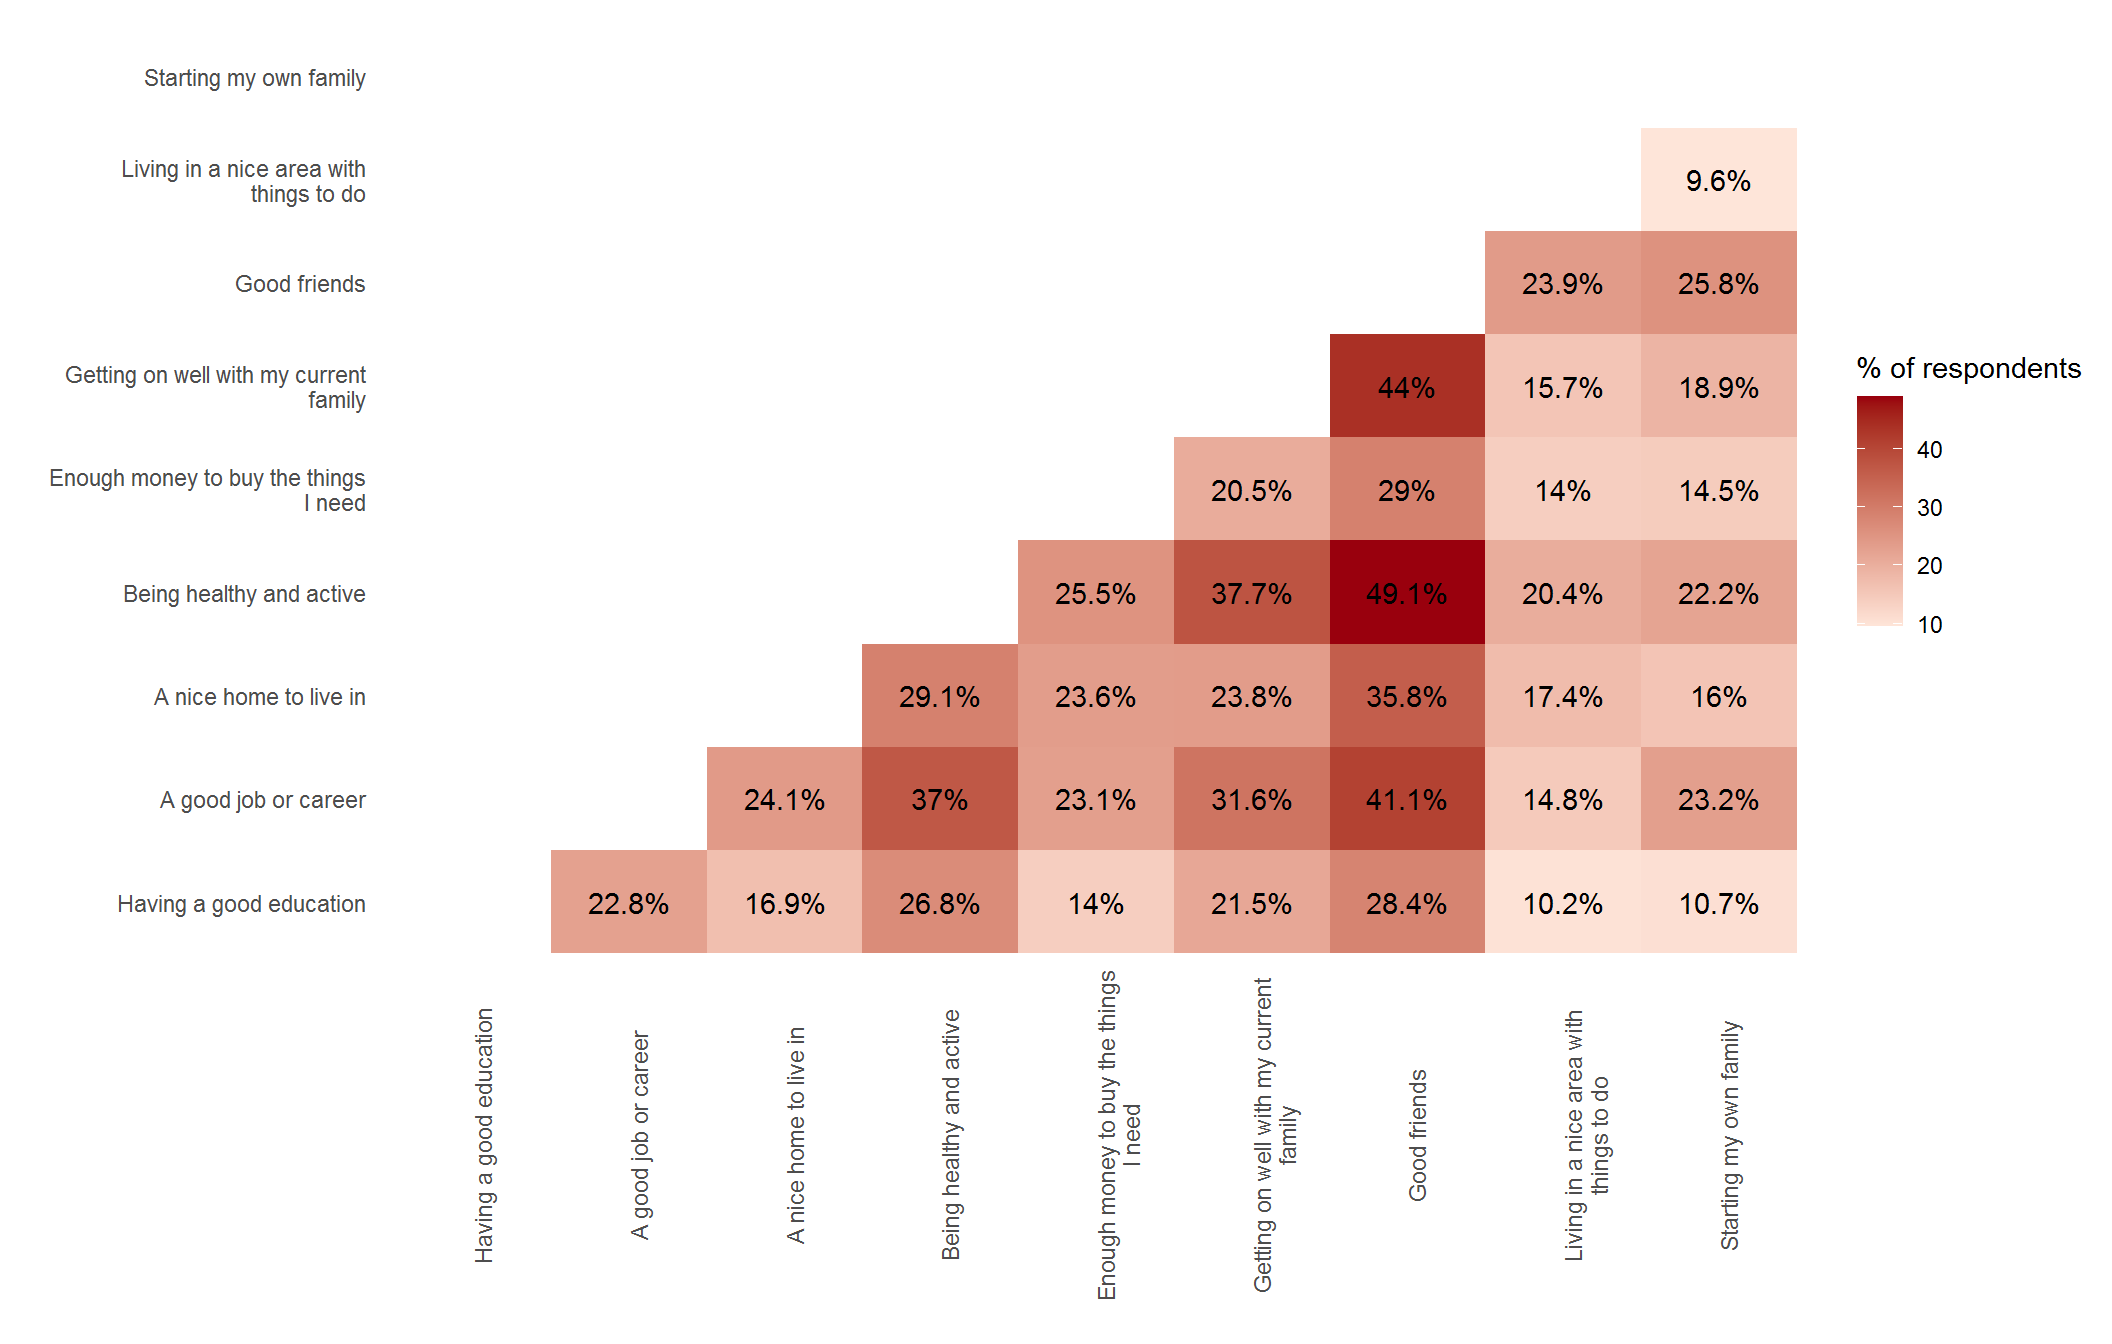 Starting my own family
Living in a nice area with
things to do
9.6%
Good friends
23.9%
25.8%
Getting on well with my current
family
44%
15.7%
18.9%
Enough money to buy the things
I need
20.5%
29%
14%
14.5%
Being healthy and active
25.5%
37.7%
49.1%
20.4%
22.2%
A nice home to live in
29.1%
23.6%
23.8%
35.8%
17.4%
16%
A good job or career
24.1%
37%
23.1%
31.6%
41.1%
14.8%
23.2%
Having a good education
22.8%
16.9%
26.8%
14%
21.5%
28.4%
10.2%
10.7%
Having a good education
A good job or career
A nice home to live in
Being healthy and active
Enough money to buy the things
I need
Getting on well with my current
family
Good friends
Living in a nice area with
things to do
Starting my own family
% of respondents
40
30
20
10